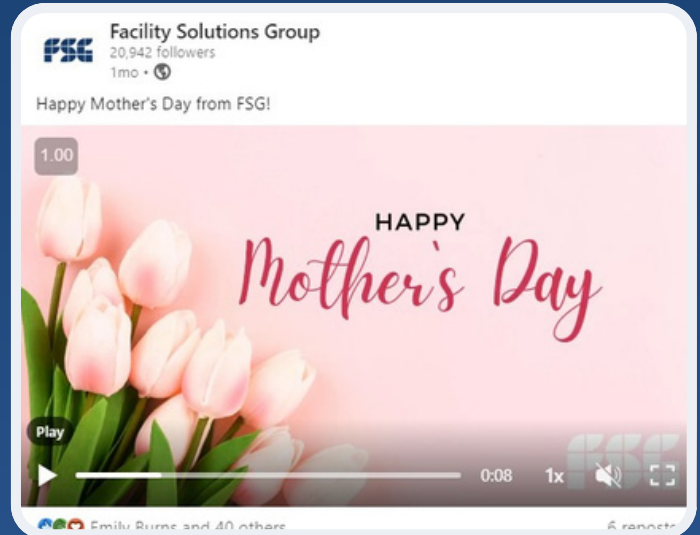 FSG
Facility Solutions Group
20,942 followers
1mo •
Happy Mother's Day from FSG!
1.00
HAPPY
Mother's Day
Play
0:08 1x
FSG
Emily Burns and 40 others
6 reposts